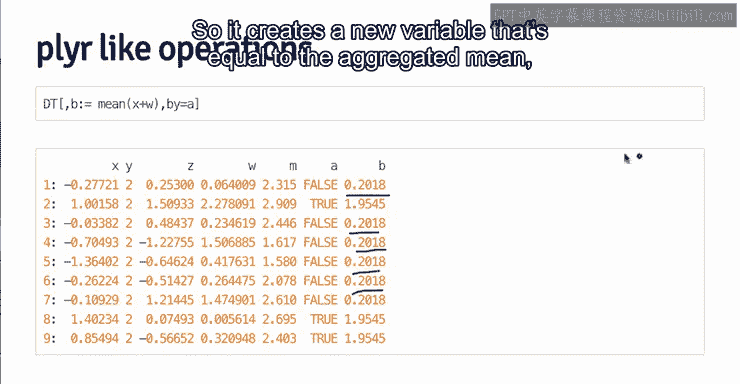 So it creates a new variable that's
equal to the aggregated mean,
plyr like operations
DT[,b:= mean(x+w),by=a]
x y z w m a b
1: -0.27721 2 0.25300 0.064009 2.315 FALSE 0.2018
2: 1.00158 2 1.50933 2.278091 2.909 TRUE 1.9545
3: -0.03382 2 0.48437 0.234619 2.446 FALSE 0.2018
4: -0.70493 2 -1.22755 1.506885 1.617 FALSE 0.2018
5: -1.36402 2 -0.64624 0.417631 1.580 FALSE 0.2018
6: -0.26224 2 -0.51427 0.264475 2.078 FALSE 0.2018
7: -0.10929 2 1.21445 1.474901 2.610 FALSE 0.2018
8: 1.40234 2 0.07493 0.005614 2.695 TRUE 1.9545
9: 0.85494 2 -0.56652 0.320948 2.403 TRUE 1.9545